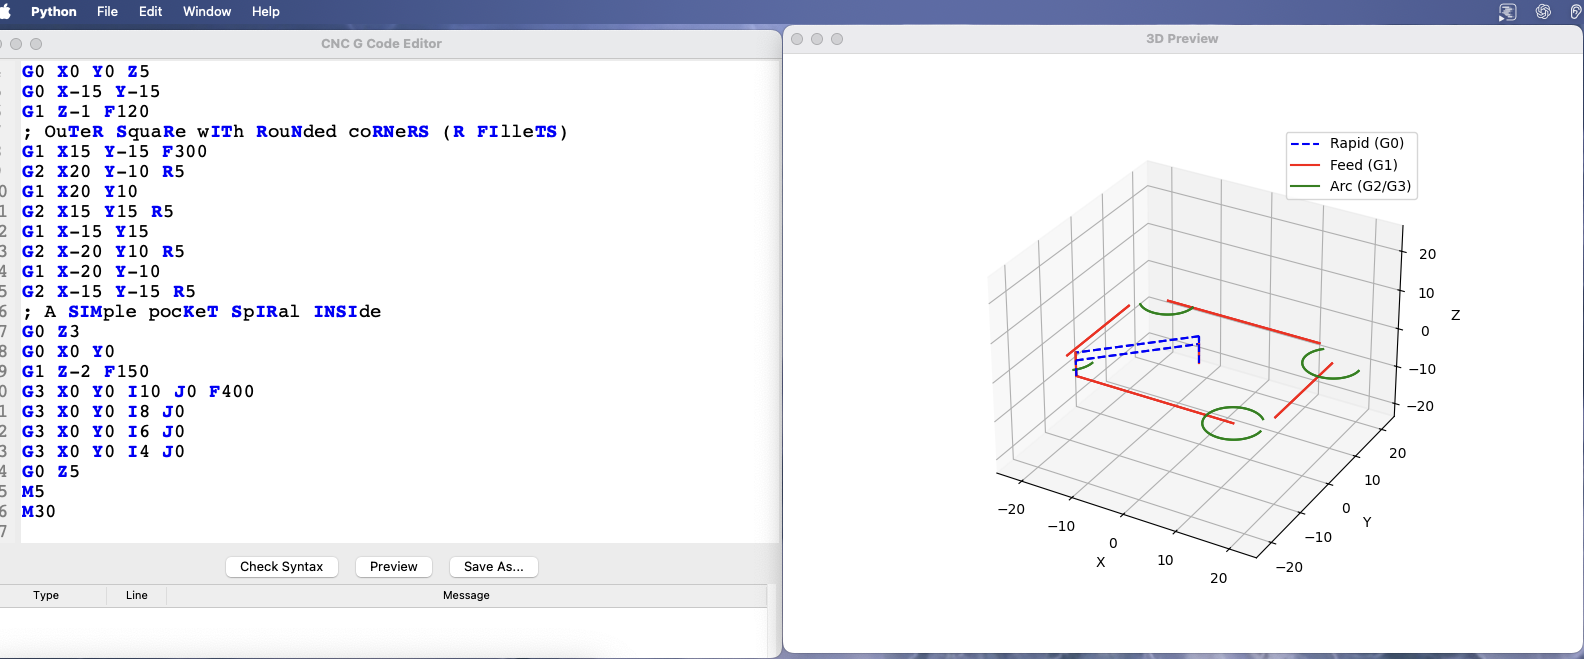 Python File Edit Window Help
CNC G Code Editor
G0 X0 Y0 Z5
G0 X-15 Y-15
G1 Z-1 F120
; OuTeR SquaRe wITh RouNded coRNeRS (R FIlleTS)
G1 X15 Y-15 F300
G2 X20 Y-10 R5
0 G1 X20 Y10
1 G2 X15 Y15 R5
2 G1 X-15 Y15
3 G2 X-20 Y10 R5
4 G1 X-20 Y-10
5 G2 X-15 Y-15 R5
6 ; A SIMple pocKeT SpIRal INSIde
7 G0 Z3
8 G0 X0 Y0
9 G1 Z-2 F150
0 G3 X0 Y0 I10 J0 F400
1 G3 X0 Y0 I8 J0
2 G3 X0 Y0 I6 J0
3 G3 X0 Y0 I4 J0
4 G0 Z5
5 M5
6 M30
7
Check Syntax Preview Save As...
Type Line Message
3D Preview
Rapid (G0)
Feed (G1)
Arc (G2/G3)
20
10
Z
0
−10
−20
20
10
0
Y
−10
−20
−20
−10
0
X
10
20